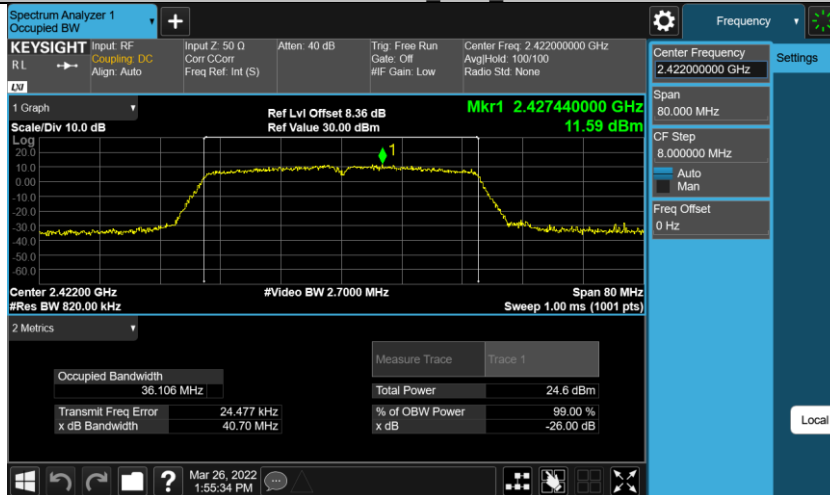 Spectrum Analyzer 1
Occupied BW
+
Frequency
KEYSIGHT
RL
LXI
Input: RF
Coupling: DC
Align: Auto
Input Z: 50 Ω
Corr CCorr
Freq Ref: Int (S)
Atten: 40 dB
Trig: Free Run
Gate: Off
#IF Gain: Low
Center Freq: 2.422000000 GHz
Avg|Hold: 100/100
Radio Std: None
1 Graph
Scale/Div 10.0 dB
Ref Lvl Offset 8.36 dB
Ref Value 30.00 dBm
Mkr1 2.427440000 GHz
11.59 dBm
Log
20.0
10.0
0.00
-10.0
-20.0
-30.0
-40.0
-50.0
-60.0
1
Center 2.42200 GHz
#Res BW 820.00 kHz
#Video BW 2.7000 MHz
Span 80 MHz
Sweep 1.00 ms (1001 pts)
2 Metrics
Measure Trace
Trace 1
Occupied Bandwidth
36.106 MHz
Total Power
24.6 dBm
Transmit Freq Error
24.477 kHz
% of OBW Power
99.00 %
x dB Bandwidth
40.70 MHz
x dB
-26.00 dB
?
Mar 26, 2022
1:55:34 PM
Center Frequency
2.422000000 GHz
Settings
Span
80.000 MHz
CF Step
8.000000 MHz
Auto
Man
Freq Offset
0 Hz
Local